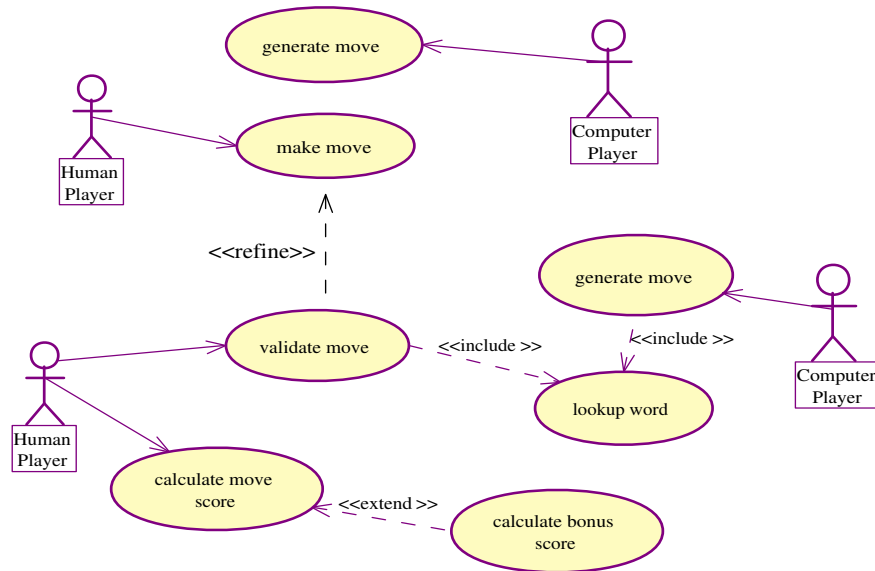 generate move
Computer
Player
make move
Human
Player
<<refine>>
generate move
<<include >>
<<include >>
validate move
Computer
Player
lookup word
Human
Player
calculate move
score
<<extend >>
calculate bonus
score